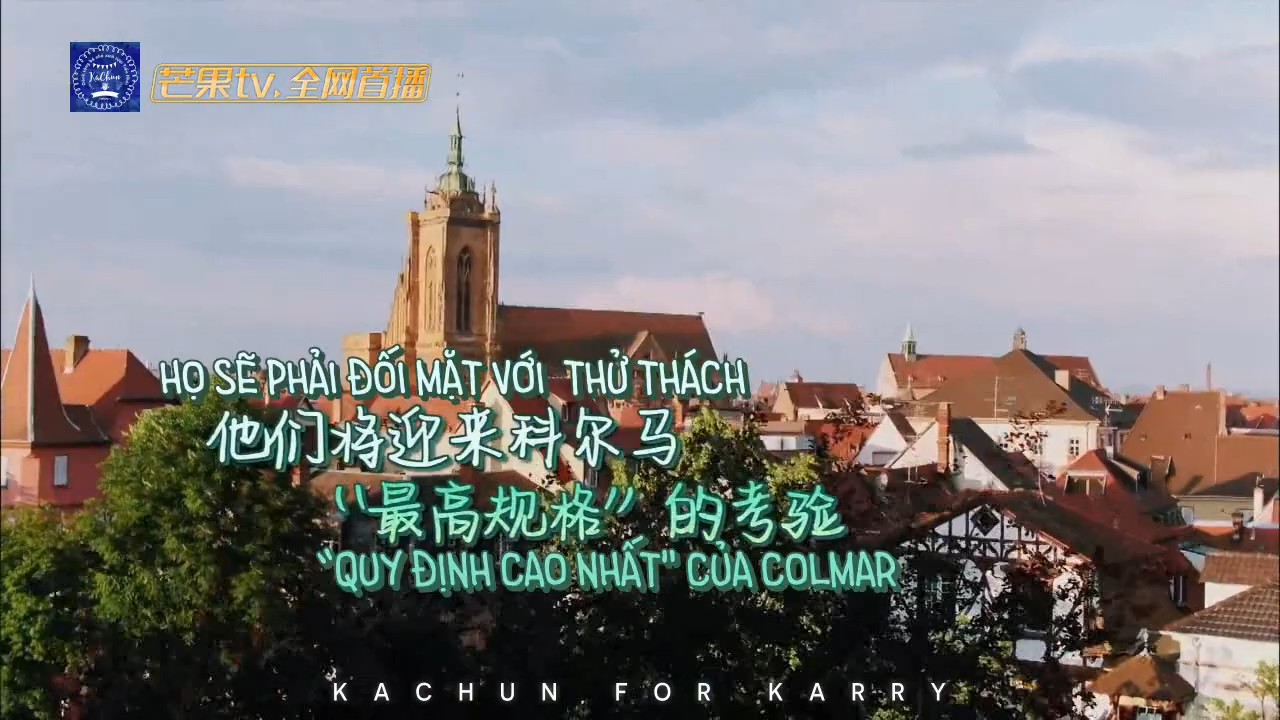 XiChun
芒果tv.全网首播
HỌ SẼ PHẢI ĐỐI MẶT VỚI THỬ THÁCH
他们将迎来科尔马
“最高规格”的考验
“QUY ĐỊNH CAO NHẤT" CỦA COLMAR
KACHUN FOR KARRY